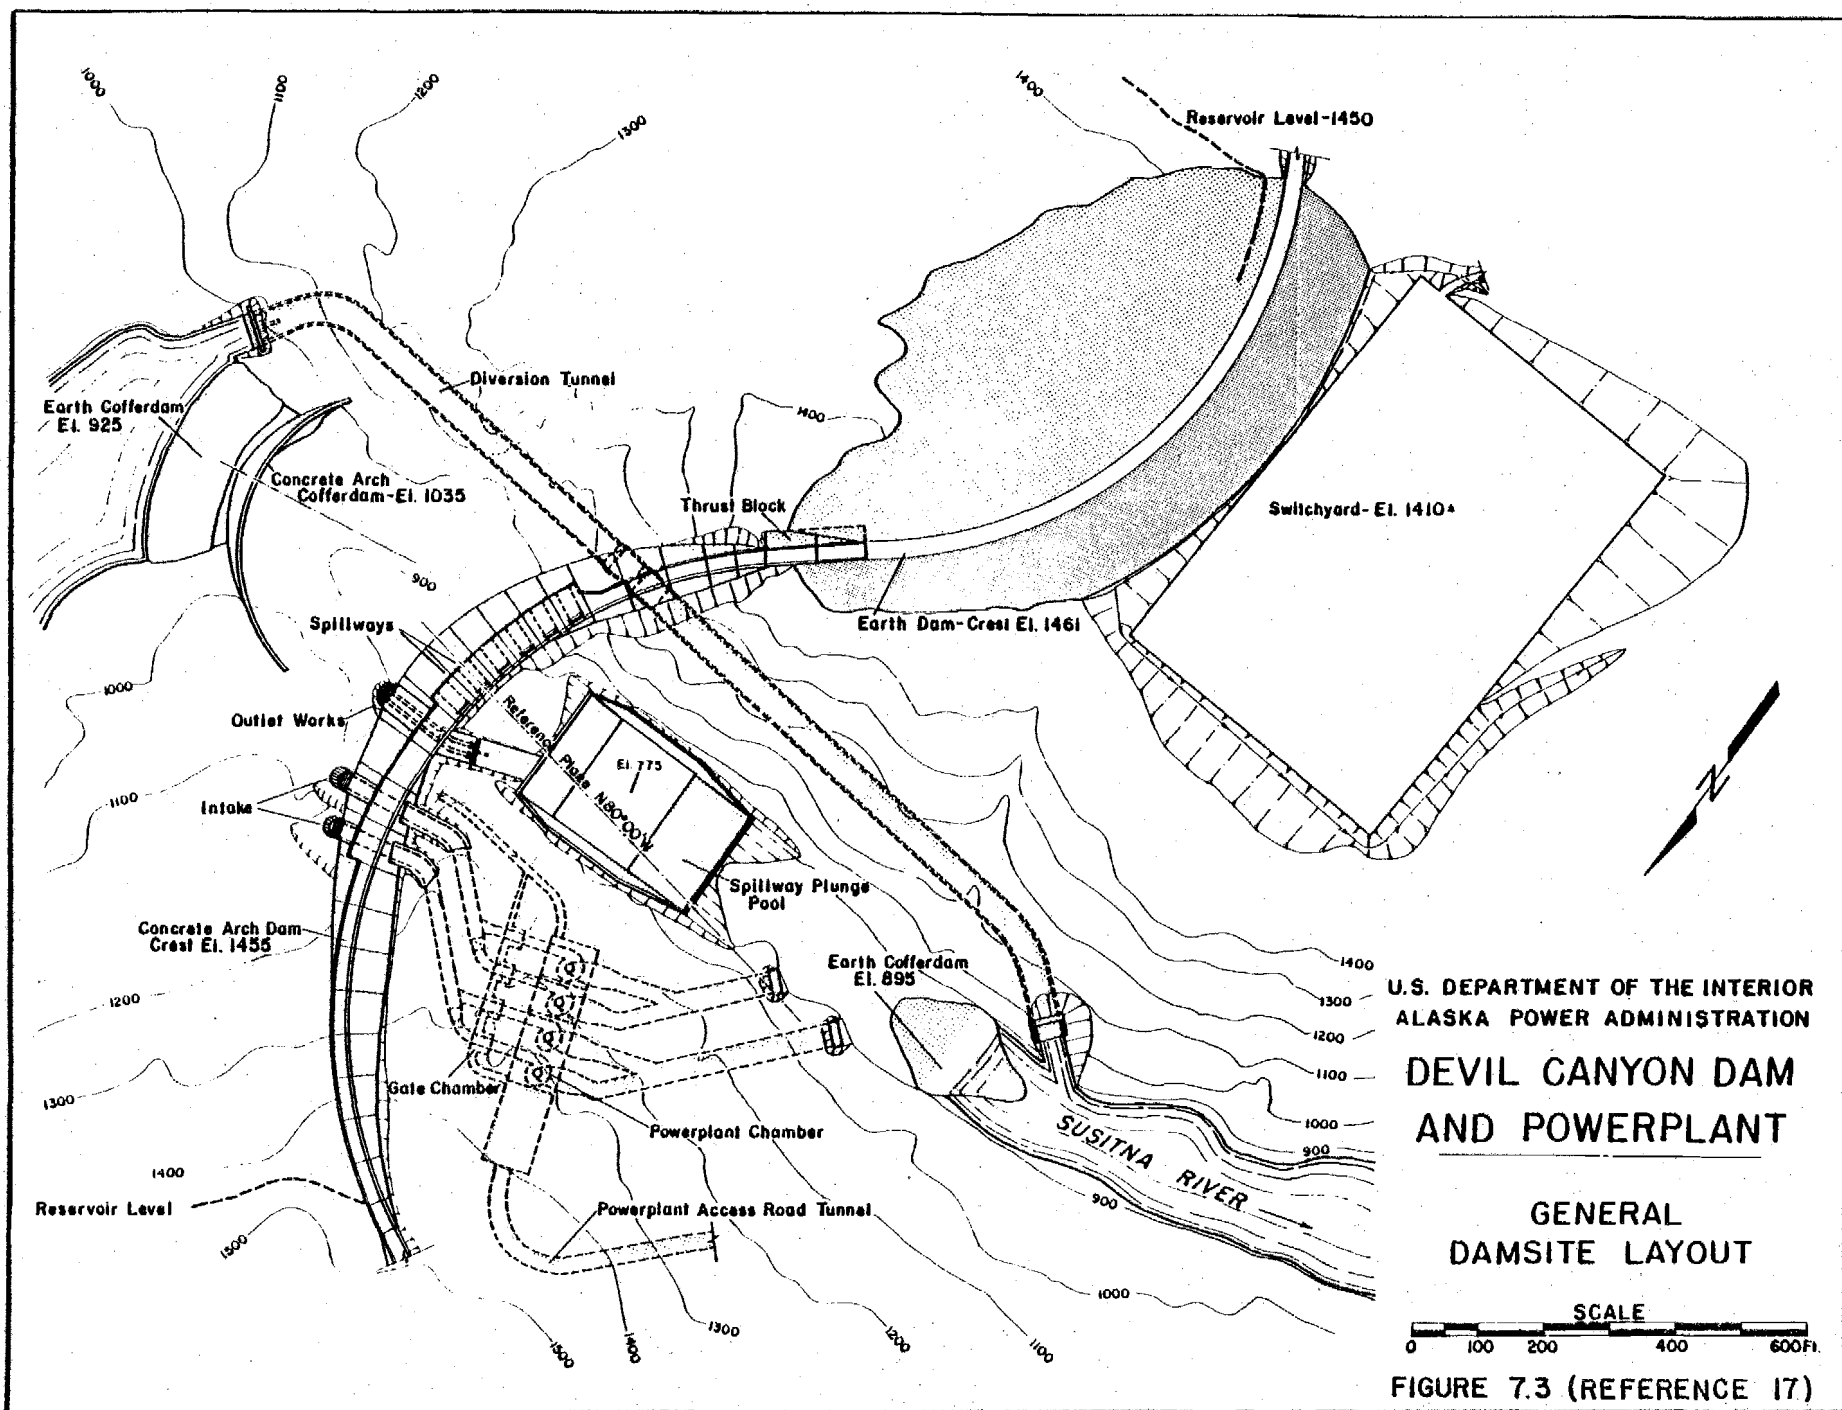 1000
1100
1200
1300
1400
Reservoir Level-1450
Diversion Tunnel
Earth Cofferdam
El. 925
1400
Concrete Arch
Cofferdam-El. 1035
Thrust Block
Switchyard-El. 1410±
900
Spillways
Earth Dam-Crest El. 1461
1000
Outlet Works
Reference Plane N80°00'W
El. 775
1100
Intake
Spillway Plunge
Pool
Concrete Arch Dam
Crest El. 1455
Earth Cofferdam
El. 895
N
1200
1400
1300
1200
1100
1000
900
1300
Gate Chamber
Powerplant Chamber
SUSITNA RIVER
900
1400
Reservoir Level
Powerplant Access Road Tunnel
1500
1000
1500
1400
1300
1200
1100
U.S. DEPARTMENT OF THE INTERIOR
ALASKA POWER ADMINISTRATION
DEVIL CANYON DAM
AND POWERPLANT
GENERAL
DAMSITE LAYOUT
SCALE
0 100 200 400 600Ft.
FIGURE 7.3 (REFERENCE 17)